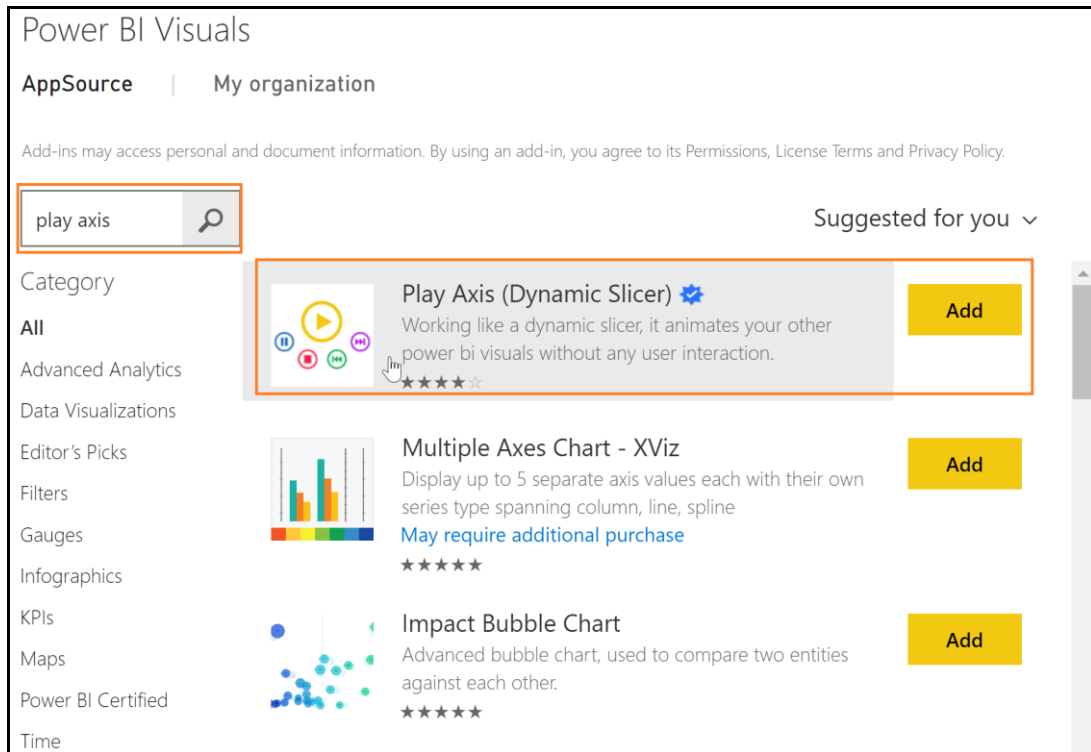 Power BI Visuals
AppSource | My organization
Add-ins may access personal and document information. By using an add-in, you agree to its Permissions, License Terms and Privacy Policy.
play axis
Suggested for you
Category
All
Advanced Analytics
Data Visualizations
Editor's Picks
Filters
Gauges
Infographics
KPIs
Maps
Power BI Certified
Time
Play Axis (Dynamic Slicer)
Working like a dynamic slicer, it animates your other
power bi visuals without any user interaction.
Add
Multiple Axes Chart - XViz
Display up to 5 separate axis values each with their own
series type spanning column, line, spline
May require additional purchase
Add
Impact Bubble Chart
Advanced bubble chart, used to compare two entities
against each other.
Add